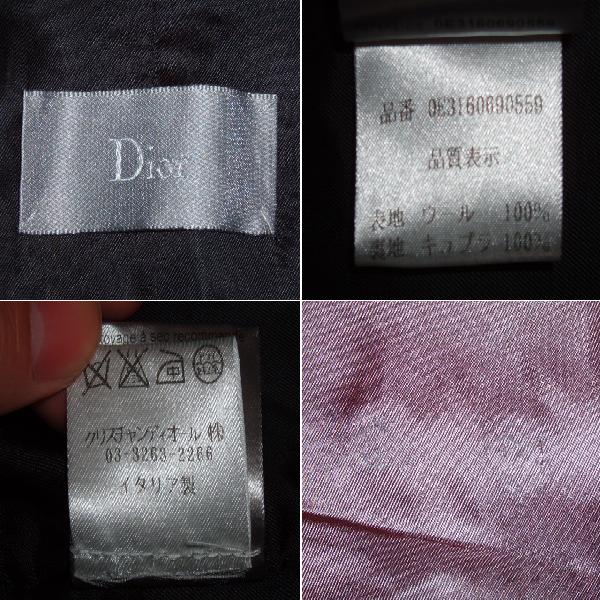 Dior
品番 0E3160690559
品質表示
表地 ウール 100%
裏地 キュプラ 100%
à sec recommandé
クリスチャンディオール ㈱
03-3263-2266
イタリア製